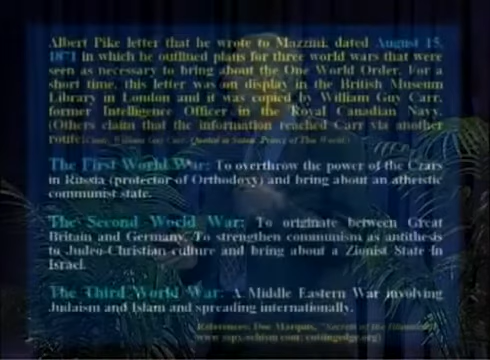 Albert Pike letter that he wrote to Mazzini, dated August 15,
1871 in which he outlined plans for three world wars that were
seen as necessary to bring about the One World Order. For a
short time, this letter was on display in the British Museum
Library in London and it was copied by William Guy Carr,
former Intelligence Officer in the Royal Canadian Navy.
(Others claim that the information reached Carr via another
route)
The First World War: To overthrow the power of the Czars
in Russia (protector of Orthodoxy) and bring about an atheistic
communist state.
The Second World War: To originate between Great
Britain and Germany. To strengthen communism as antithesis
to Judeo-Christian culture and bring about a Zionist State in
Israel.
The Third World War: A Middle Eastern War involving
Judaism and Islam and spreading internationally.
References: Doc Marquis, "Secrets of the Illuminati"
cuttingedge.org)